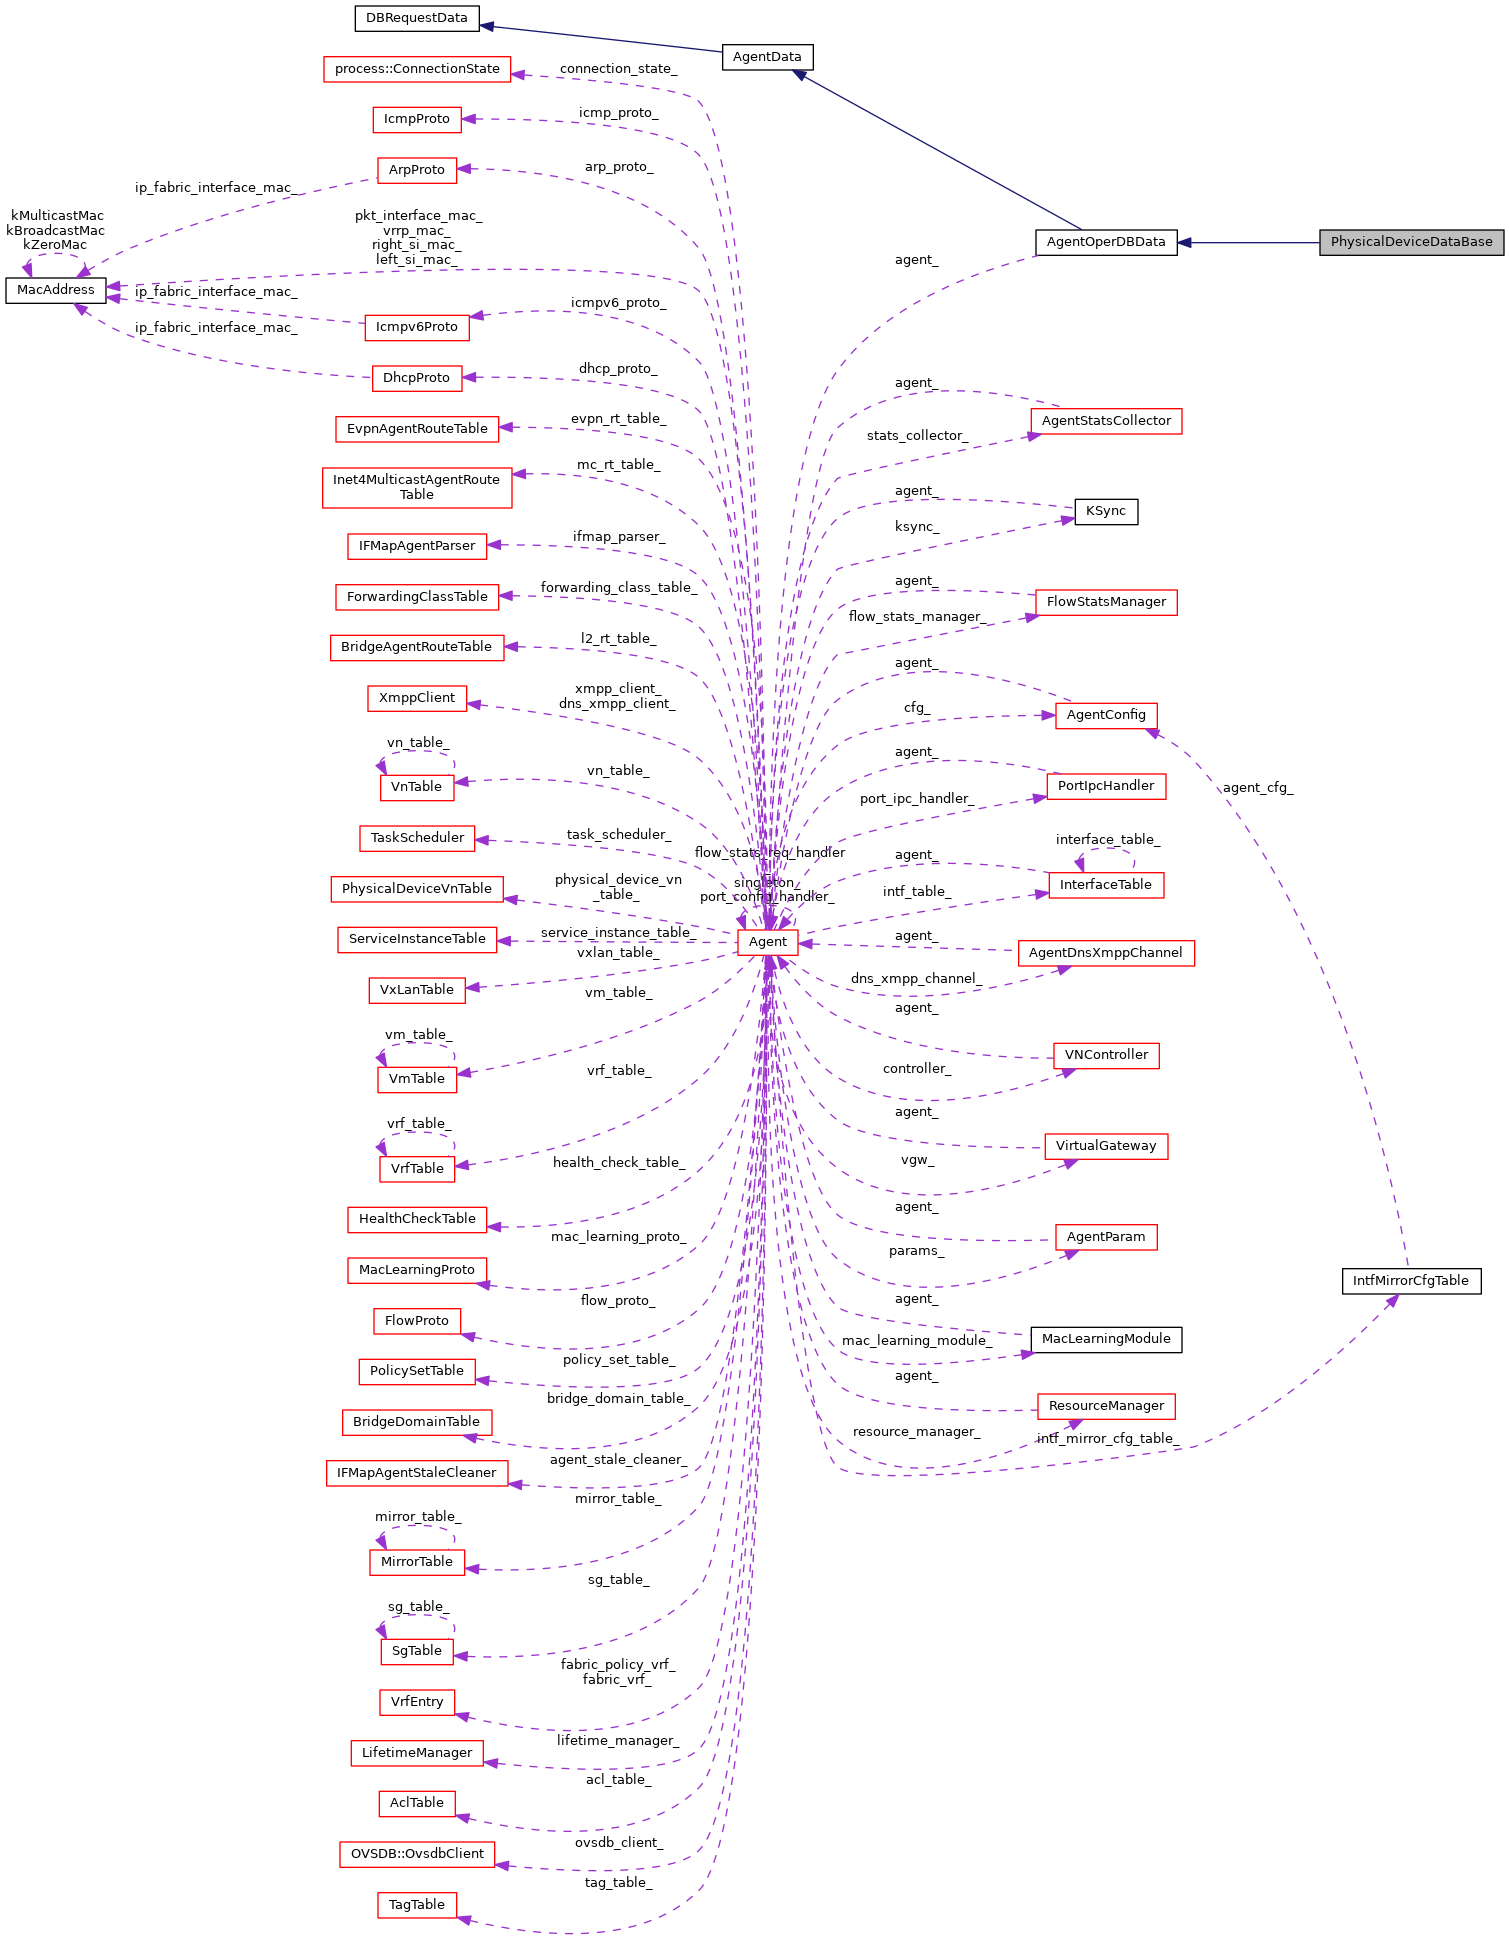 DBRequestData
AgentData
process::ConnectionState
connection_state_
IcmpProto
icmp_proto_
ArpProto
arp_proto_
ip_fabric_interface_mac_
kMulticastMac
kBroadcastMac
kZeroMac
pkt_interface_mac_
vrrp_mac_
right_si_mac_
left_si_mac_
MacAddress
ip_fabric_interface_mac_
icmpv6_proto_
Icmpv6Proto
ip_fabric_interface_mac_
dhcp_proto_
DhcpProto
evpn_rt_table_
EvpnAgentRouteTable
mc_rt_table_
Inet4MulticastAgentRoute
Table
ifmap_parser_
IFMapAgentParser
forwarding_class_table_
ForwardingClassTable
l2_rt_table_
BridgeAgentRouteTable
xmpp_client_
dns_xmpp_client_
XmppClient
vn_table_
vn_table_
VnTable
task_scheduler_
TaskScheduler
physical_device_vn
_table_
PhysicalDeviceVnTable
service_instance_table_
ServiceInstanceTable
vxlan_table_
VxLanTable
vm_table_
vm_table_
VmTable
vrf_table_
vrf_table_
VrfTable
health_check_table_
HealthCheckTable
mac_learning_proto_
MacLearningProto
flow_proto_
FlowProto
policy_set_table_
PolicySetTable
bridge_domain_table_
BridgeDomainTable
agent_stale_cleaner_
IFMapAgentStaleCleaner
mirror_table_
mirror_table_
MirrorTable
sg_table_
sg_table_
SgTable
fabric_policy_vrf_
fabric_vrf_
VrfEntry
lifetime_manager_
LifetimeManager
acl_table_
AclTable
ovsdb_client_
OVSDB::OvsdbClient
tag_table_
TagTable
flow_stats_req_handler
_
singleton_
port_config_handler_
Agent
AgentOperDBData
PhysicalDeviceDataBase
agent_
agent_
AgentStatsCollector
stats_collector_
agent_
KSync
ksync_
agent_
FlowStatsManager
flow_stats_manager_
agent_
AgentConfig
cfg_
agent_
PortIpcHandler
port_ipc_handler_
agent_cfg_
interface_table_
agent_
InterfaceTable
intf_table_
agent_
AgentDnsXmppChannel
dns_xmpp_channel_
agent_
VNController
controller_
agent_
VirtualGateway
vgw_
agent_
AgentParam
params_
IntfMirrorCfgTable
agent_
MacLearningModule
mac_learning_module_
agent_
ResourceManager
resource_manager_
intf_mirror_cfg_table_